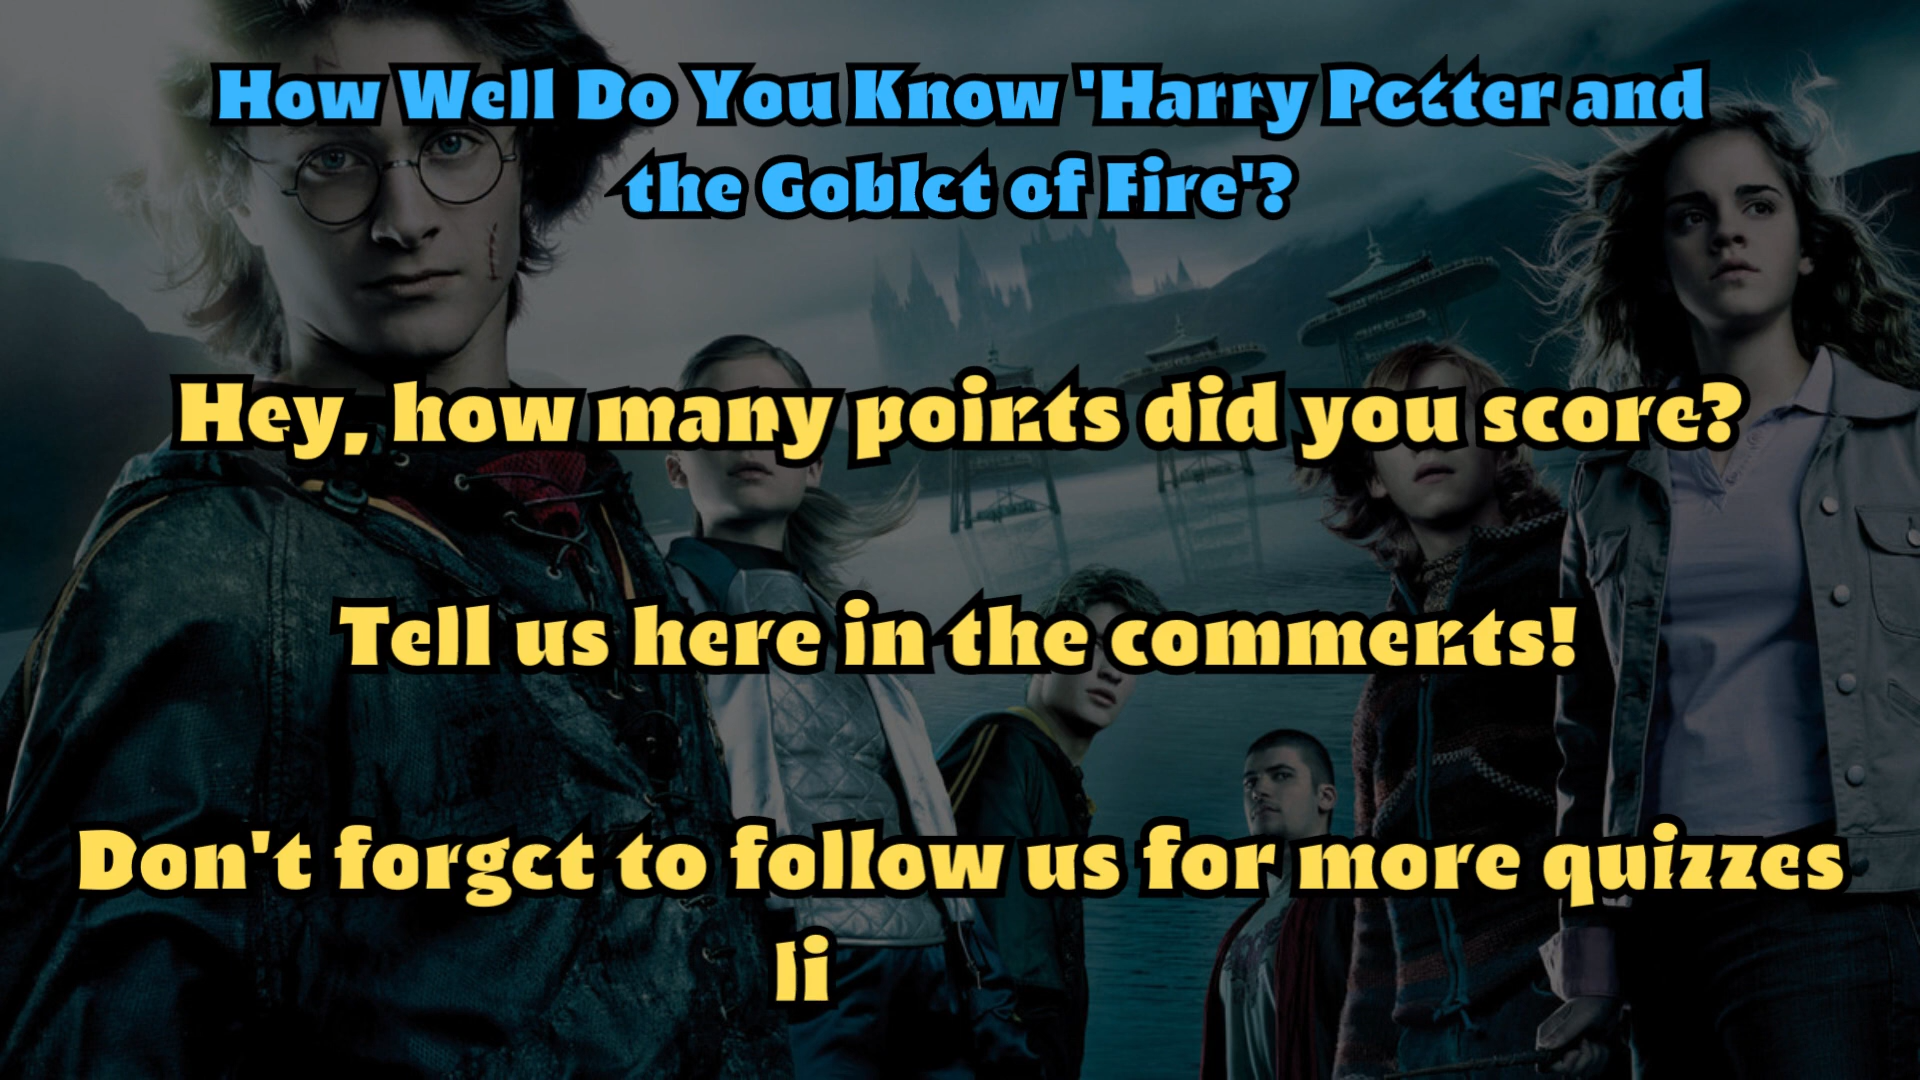 How Well Do You Know 'Harry Potter and
the Goblet of Fire'?
Hey, how many points did you score?
Tell us here in the comments!
Don't forget to follow us for more quizzes
li